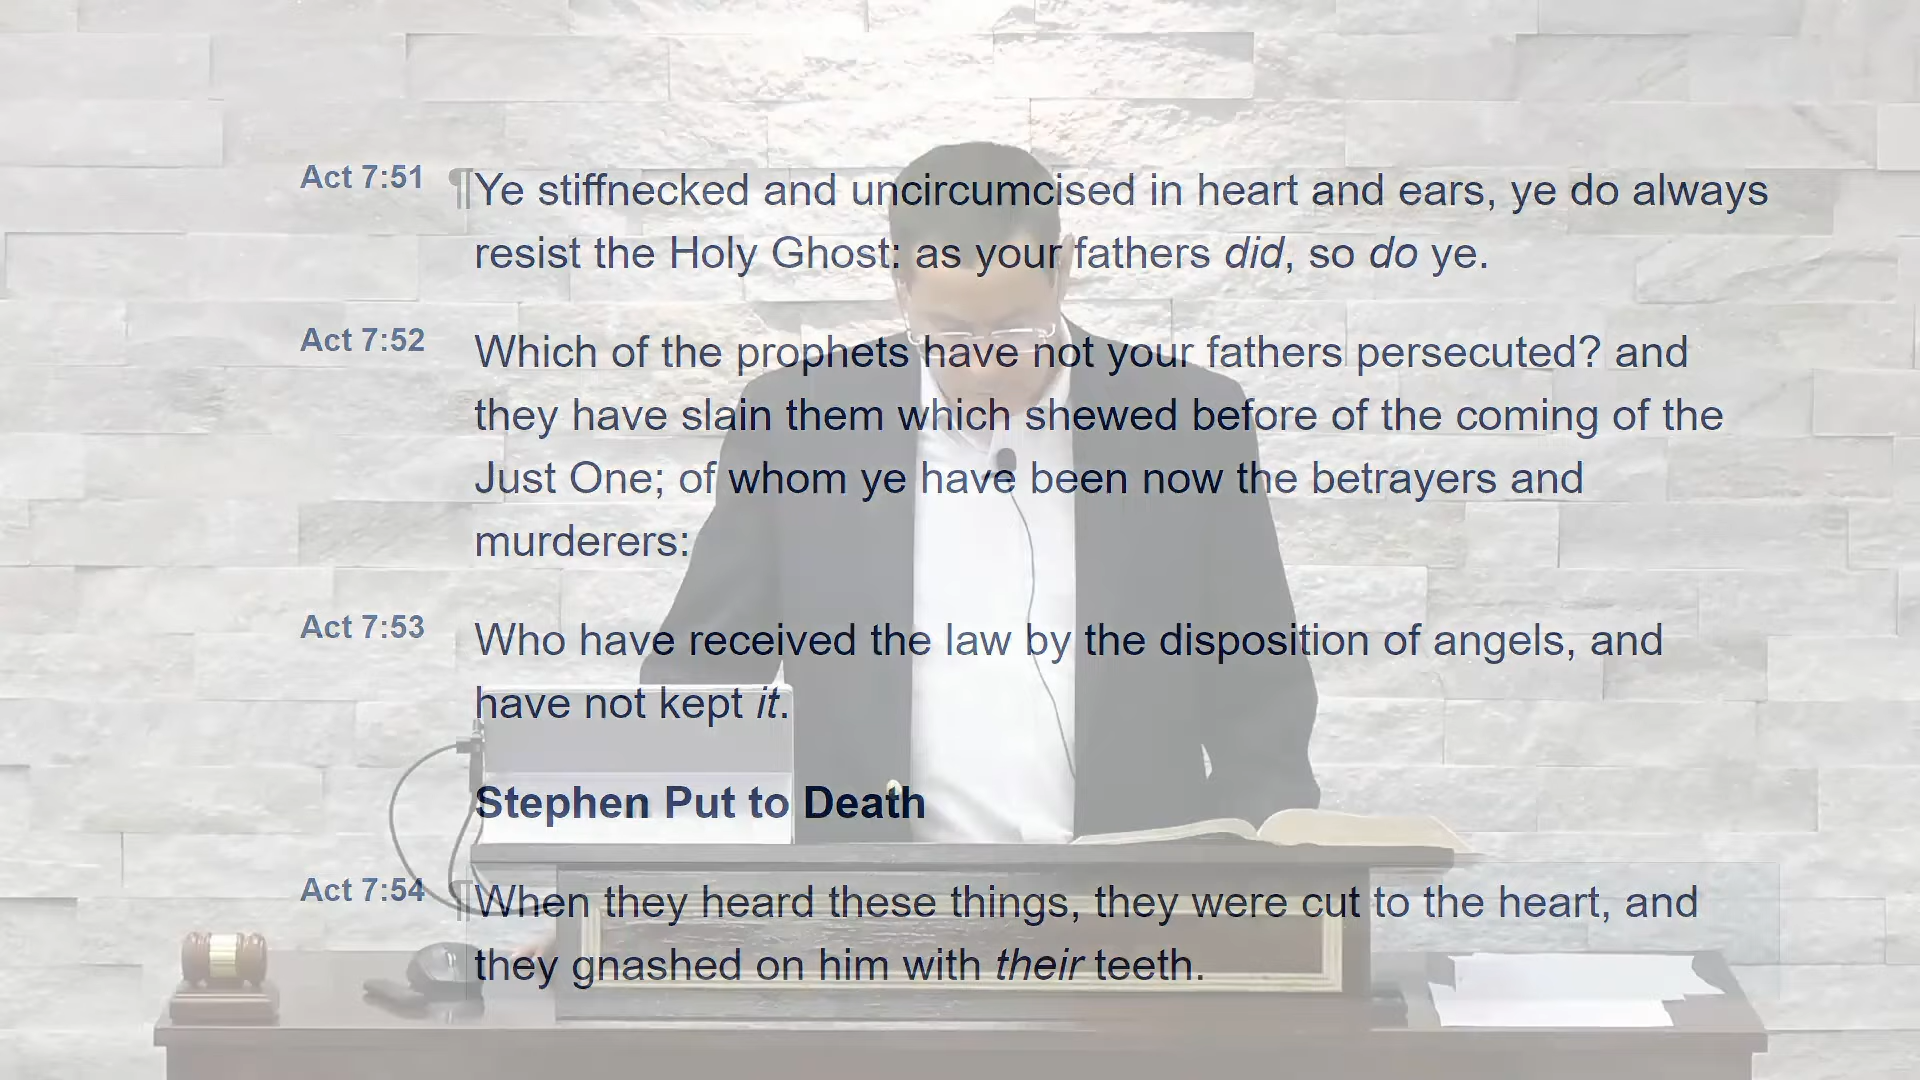 Act 7:51 ¶Ye stiffnecked and uncircumcised in heart and ears, ye do always
resist the Holy Ghost: as your fathers did, so do ye.
Act 7:52 Which of the prophets have not your fathers persecuted? and
they have slain them which shewed before of the coming of the
Just One; of whom ye have been now the betrayers and
murderers:
Act 7:53 Who have received the law by the disposition of angels, and
have not kept it.
Stephen Put to Death
Act 7:54 ¶When they heard these things, they were cut to the heart, and
they gnashed on him with their teeth.